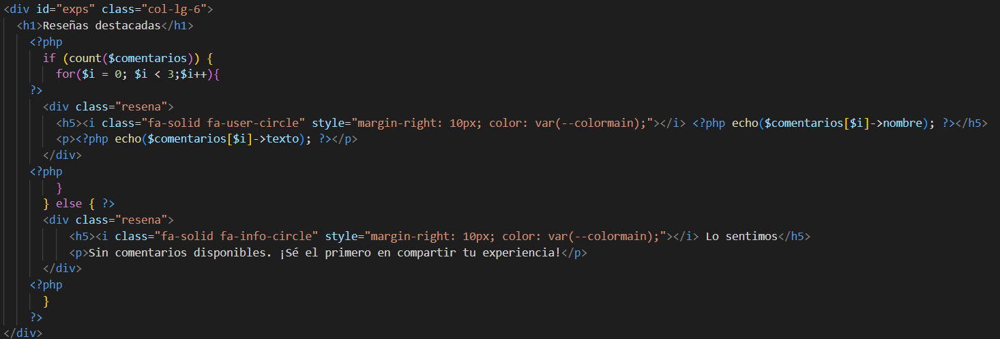 <div id="exps" class="col-lg-6">
<h1>Reseñas destacadas</h1>
<?php
if (count($comentarios)) {
for($i = 0; $i < 3;$i++){
?>
<div class="resena">
<h5><i class="fa-solid fa-user-circle" style="margin-right: 10px; color: var(--colormain);"></i> <?php echo($comentarios[$i]->nombre); ?></h5>
<p><?php echo($comentarios[$i]->texto); ?></p>
</div>
<?php
}
} else { ?>
<div class="resena">
<h5><i class="fa-solid fa-info-circle" style="margin-right: 10px; color: var(--colormain);"></i> Lo sentimos</h5>
<p>Sin comentarios disponibles. ¡Sé el primero en compartir tu experiencia!</p>
</div>
<?php
}
?>
</div>